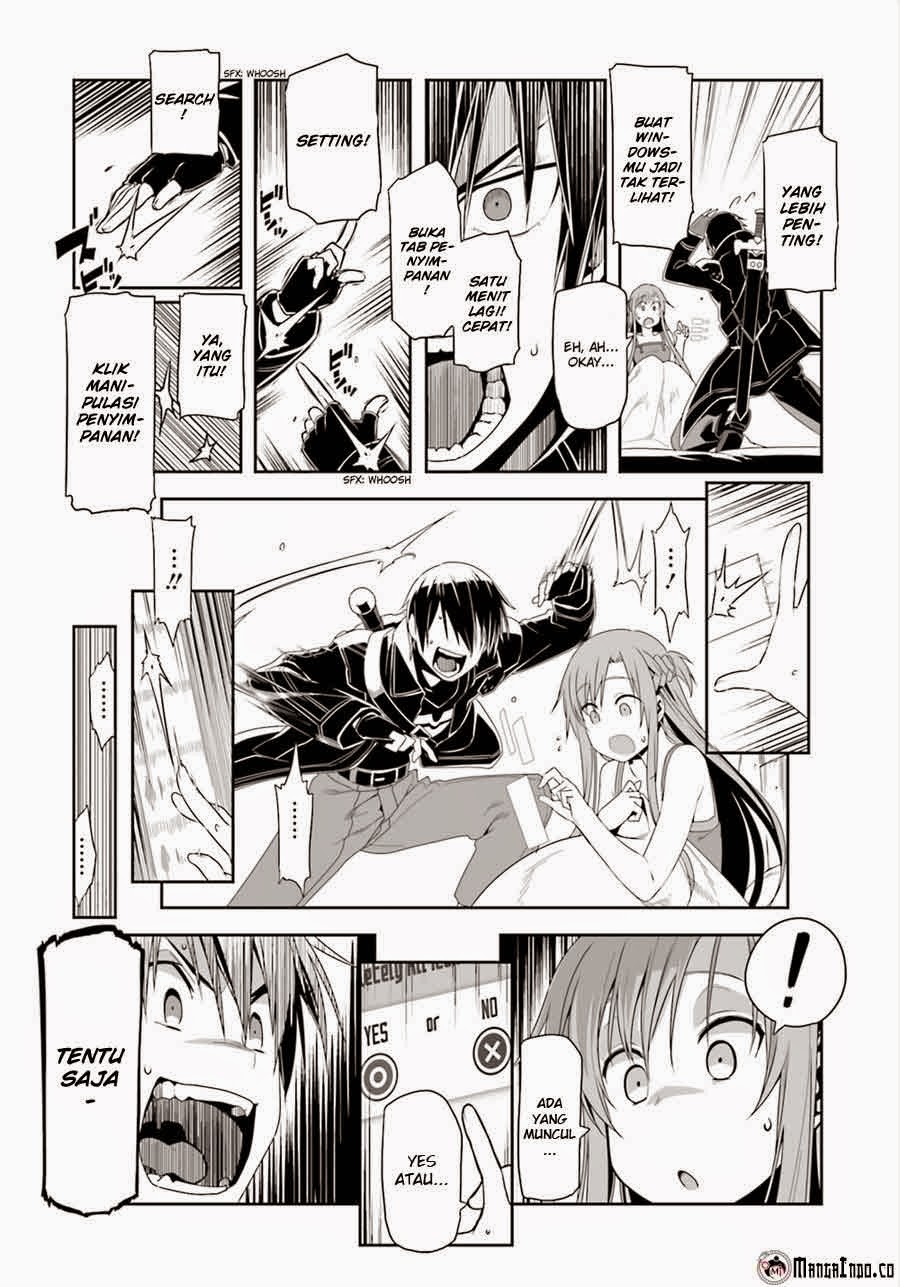 YANG
LEBIH
PEN-
TING!
BUAT
WIN-
DOWS-
MU JADI
TAK TER-
LIHAT!
EH, AH...
OKAY...
SATU
MENIT
LAGI!
CEPAT!
BUKA
TAB PE-
NYIM-
PANAN
!
SETTING!
SFX: WHOOSH
SEARCH
!
SFX: WHOOSH
YA,
YANG
ITU!
KLIK
MANI-
PULASI
PENYIM-
PANAN!
....!
....
....!!
....
....
!
ADA
YANG
MUNCUL
...
YES or NO
YES
ATAU...
TENTU
SAJA
-
MANGAINDO.CO